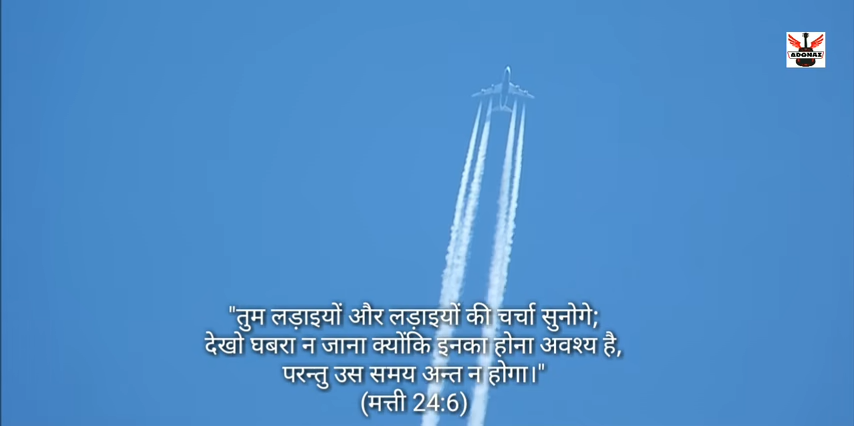 ADONAI
"तुम लड़ाइयों और लड़ाइयों की चर्चा सुनोगे;
देखो घबरा न जाना क्योंकि इनका होना अवश्य है,
परन्तु उस समय अन्त न होगा।"
(मत्ती 24:6)